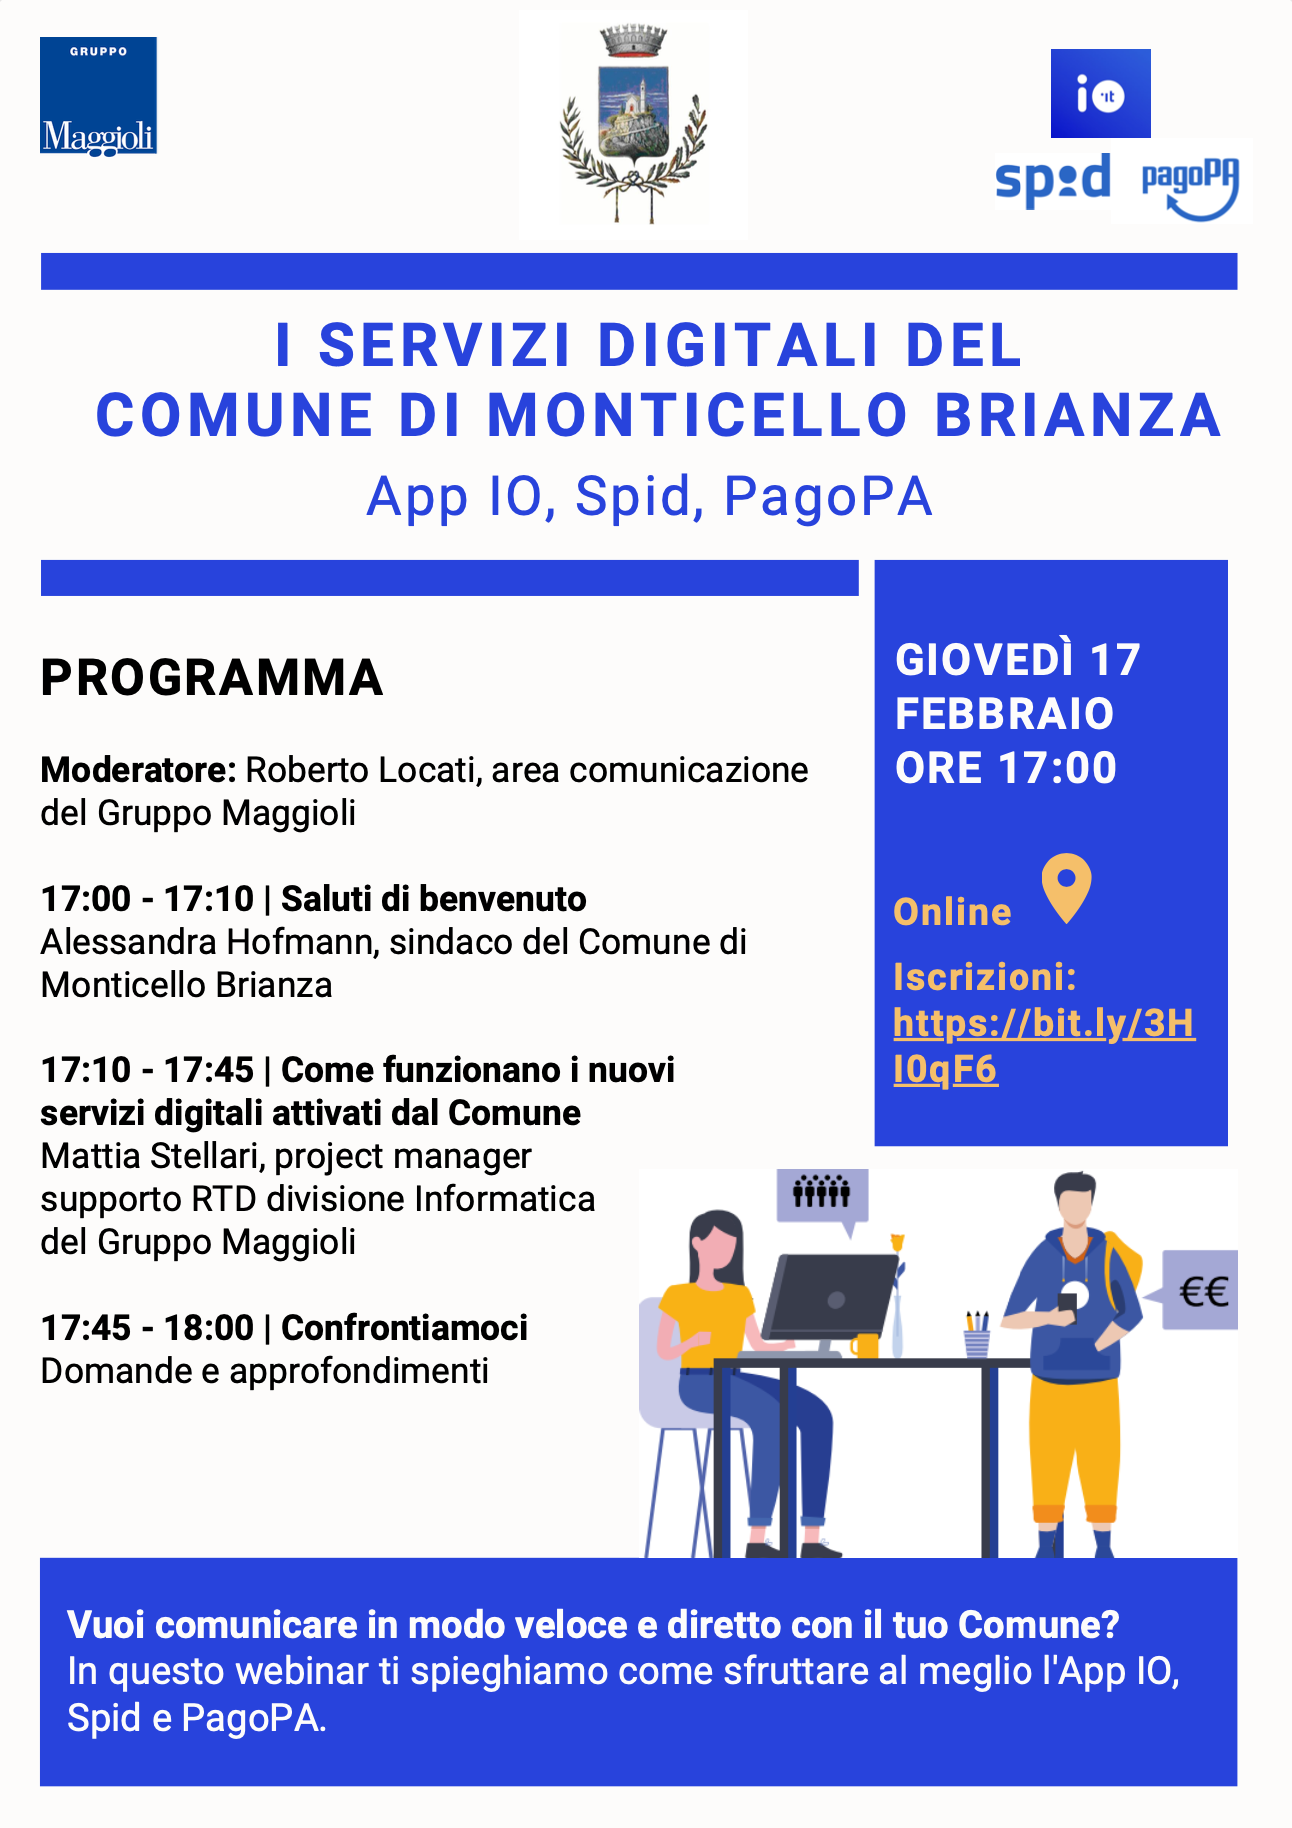 GRUPPO
Maggioli
io
it
spid
pagoPA
I SERVIZI DIGITALI DEL
COMUNE DI MONTICELLO BRIANZA
App IO, Spid, PagoPA
PROGRAMMA
Moderatore: Roberto Locati, area comunicazione
del Gruppo Maggioli
17:00 - 17:10 | Saluti di benvenuto
Alessandra Hofmann, sindaco del Comune di
Monticello Brianza
17:10 - 17:45 | Come funzionano i nuovi
servizi digitali attivati dal Comune
Mattia Stellari, project manager
supporto RTD divisione Informatica
del Gruppo Maggioli
17:45 - 18:00 | Confrontiamoci
Domande e approfondimenti
GIOVEDÌ 17
FEBBRAIO
ORE 17:00
Online
Iscrizioni:
https://bit.ly/3H
I0qF6
€€
Vuoi comunicare in modo veloce e diretto con il tuo Comune?
In questo webinar ti spieghiamo come sfruttare al meglio l'App IO,
Spid e PagoPA.